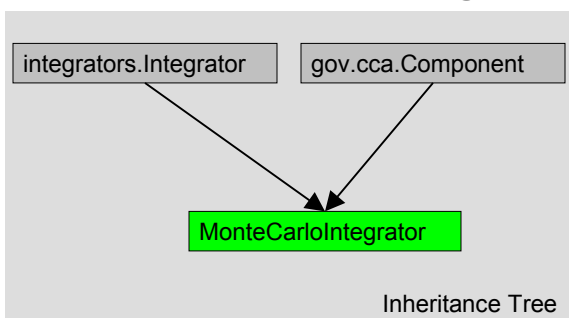 integrators.Integrator
gov.cca.Component
MonteCarloIntegrator
Inheritance Tree